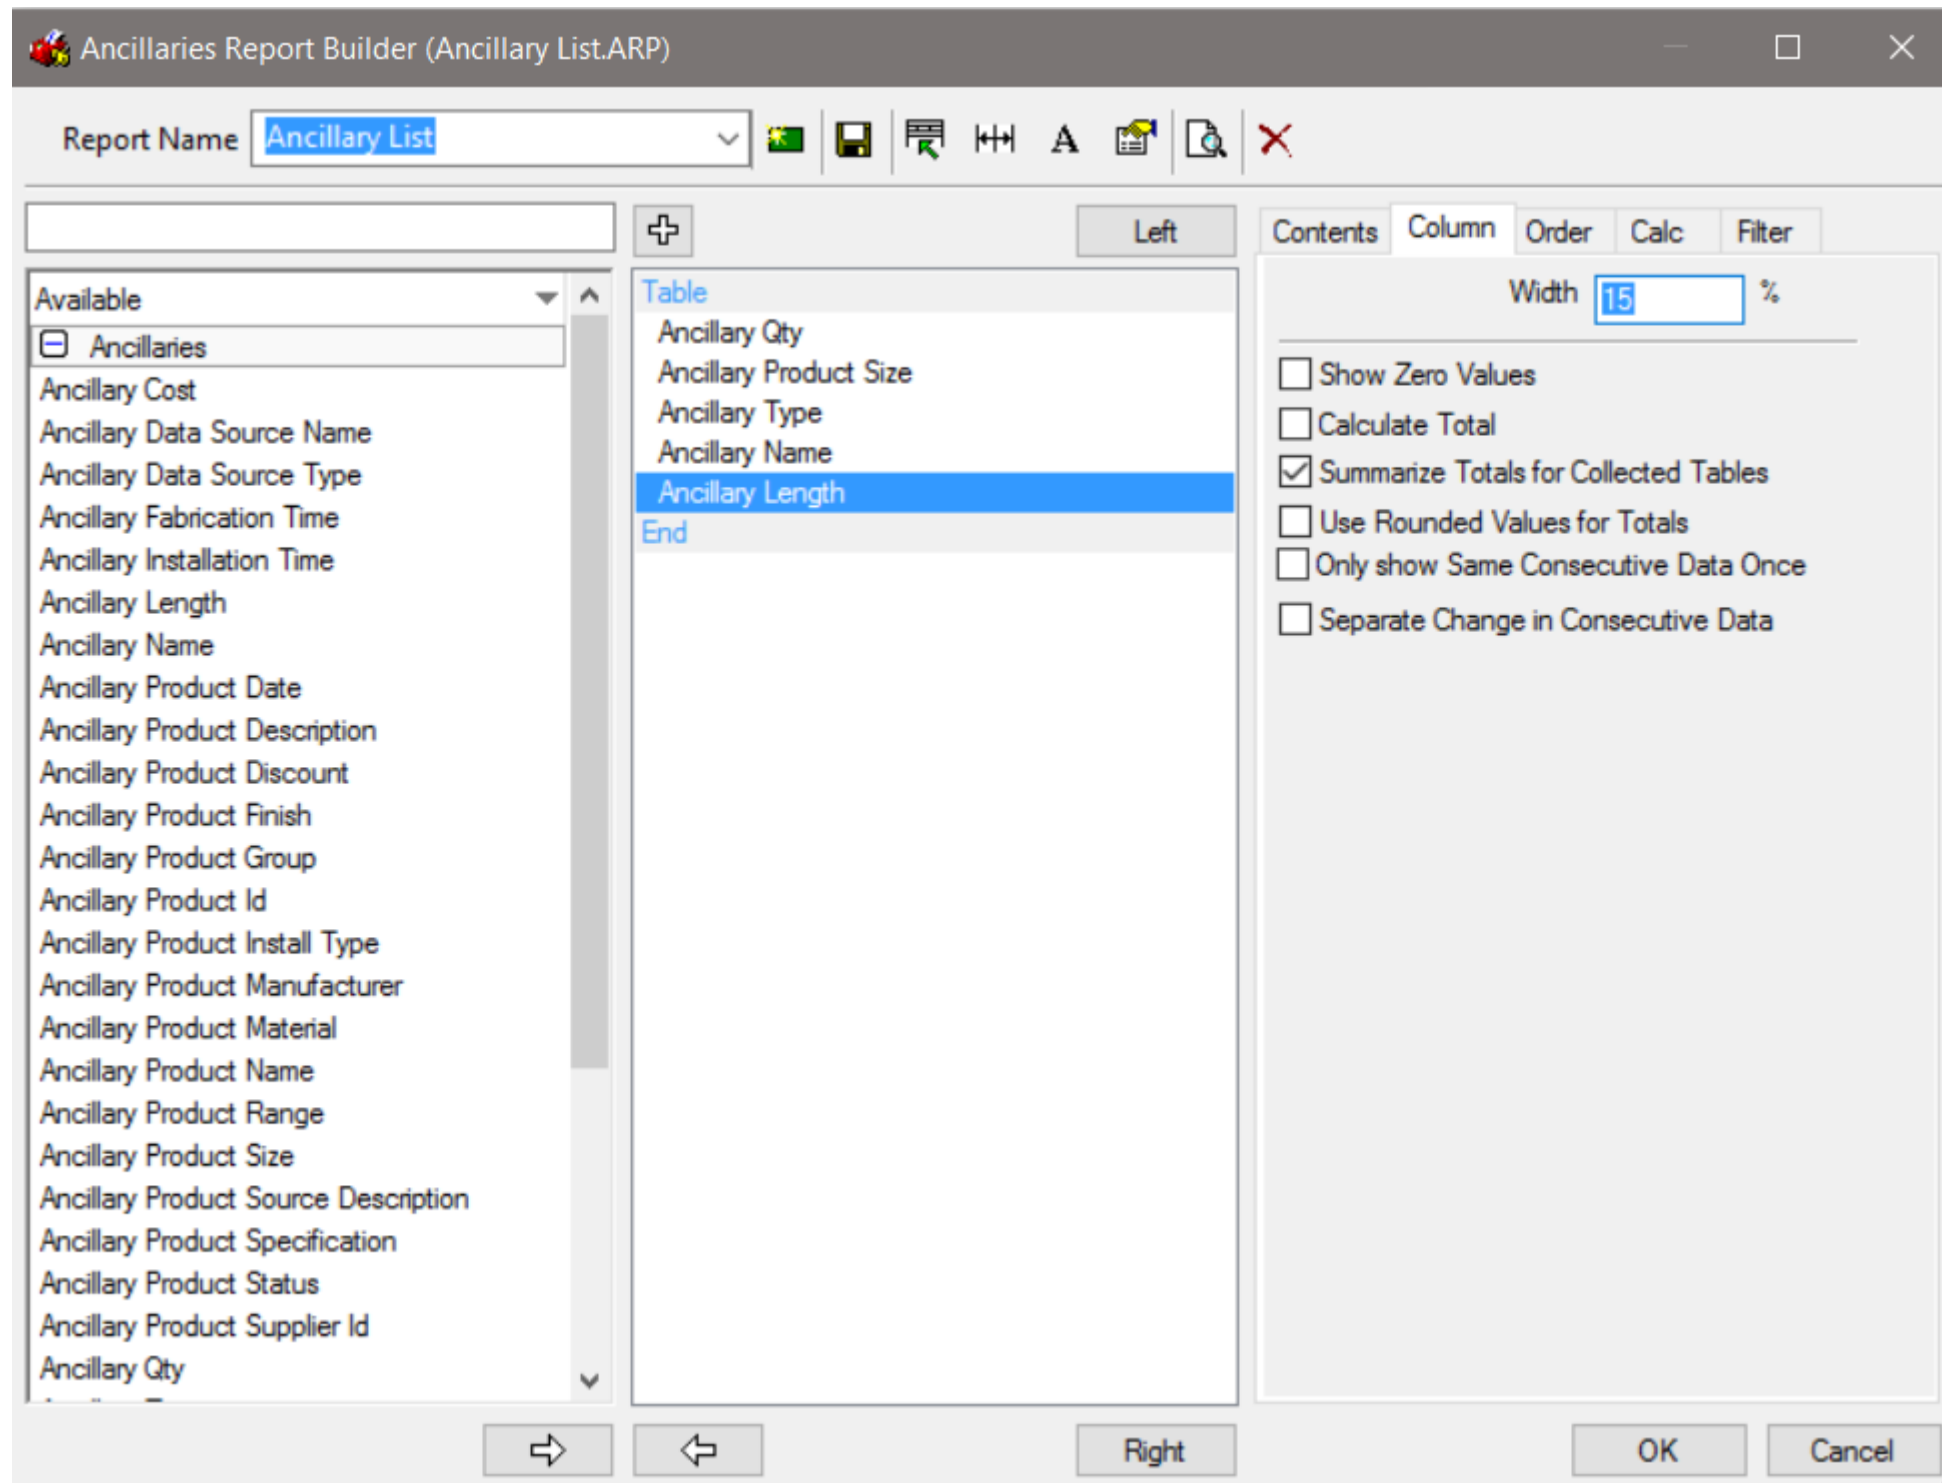 Ancillaries Report Builder (Ancillary List.ARP)
Report Name Ancillary List A
Left
Contents Column Order Calc Filter
Available
Ancillaries
Ancillary Cost
Ancillary Data Source Name
Ancillary Data Source Type
Ancillary Fabrication Time
Ancillary Installation Time
Ancillary Length
Ancillary Name
Ancillary Product Date
Ancillary Product Description
Ancillary Product Discount
Ancillary Product Finish
Ancillary Product Group
Ancillary Product Id
Ancillary Product Install Type
Ancillary Product Manufacturer
Ancillary Product Material
Ancillary Product Name
Ancillary Product Range
Ancillary Product Size
Ancillary Product Source Description
Ancillary Product Specification
Ancillary Product Status
Ancillary Product Supplier Id
Ancillary Qty
Table
Ancillary Qty
Ancillary Product Size
Ancillary Type
Ancillary Name
Ancillary Length
End
Width 15 %
Show Zero Values
Calculate Total
Summarize Totals for Collected Tables
Use Rounded Values for Totals
Only show Same Consecutive Data Once
Separate Change in Consecutive Data
Right
OK Cancel